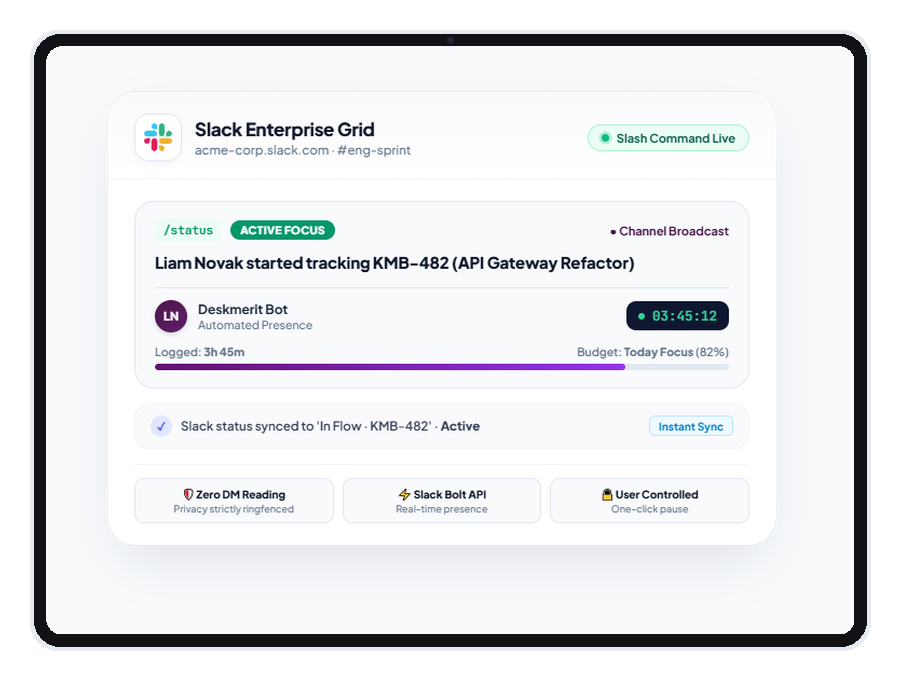 Slack Enterprise Grid
acme-corp.slack.com · #eng-sprint
Slash Command Live
/status
ACTIVE FOCUS
• Channel Broadcast
Liam Novak started tracking KMB-482 (API Gateway Refactor)
LN
Deskmerit Bot
Automated Presence
● 03:45:12
Logged: 3h 45m
Budget: Today Focus (82%)
✓ Slack status synced to 'In Flow · KMB-482' · Active
Instant Sync
Zero DM Reading
Privacy strictly ringfenced
⚡ Slack Bolt API
Real-time presence
🔒 User Controlled
One-click pause